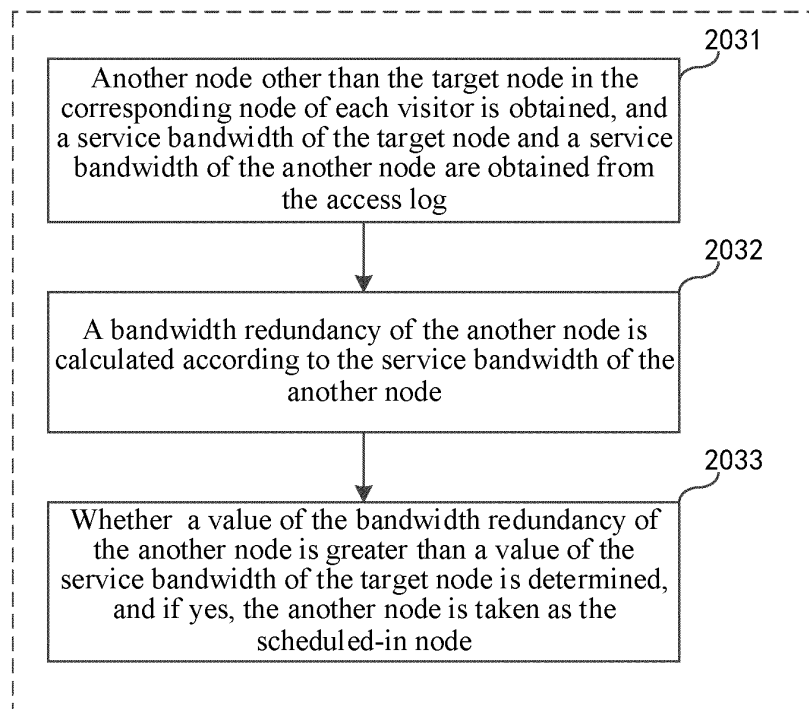 2031
Another node other than the target node in the
corresponding node of each visitor is obtained, and
a service bandwidth of the target node and a service
bandwidth of the another node are obtained from
the access log
2032
A bandwidth redundancy of the another node is
calculated according to the service bandwidth of the
another node
2033
Whether a value of the bandwidth redundancy of
the another node is greater than a value of the
service bandwidth of the target node is determined,
and if yes, the another node is taken as the
scheduled-in node